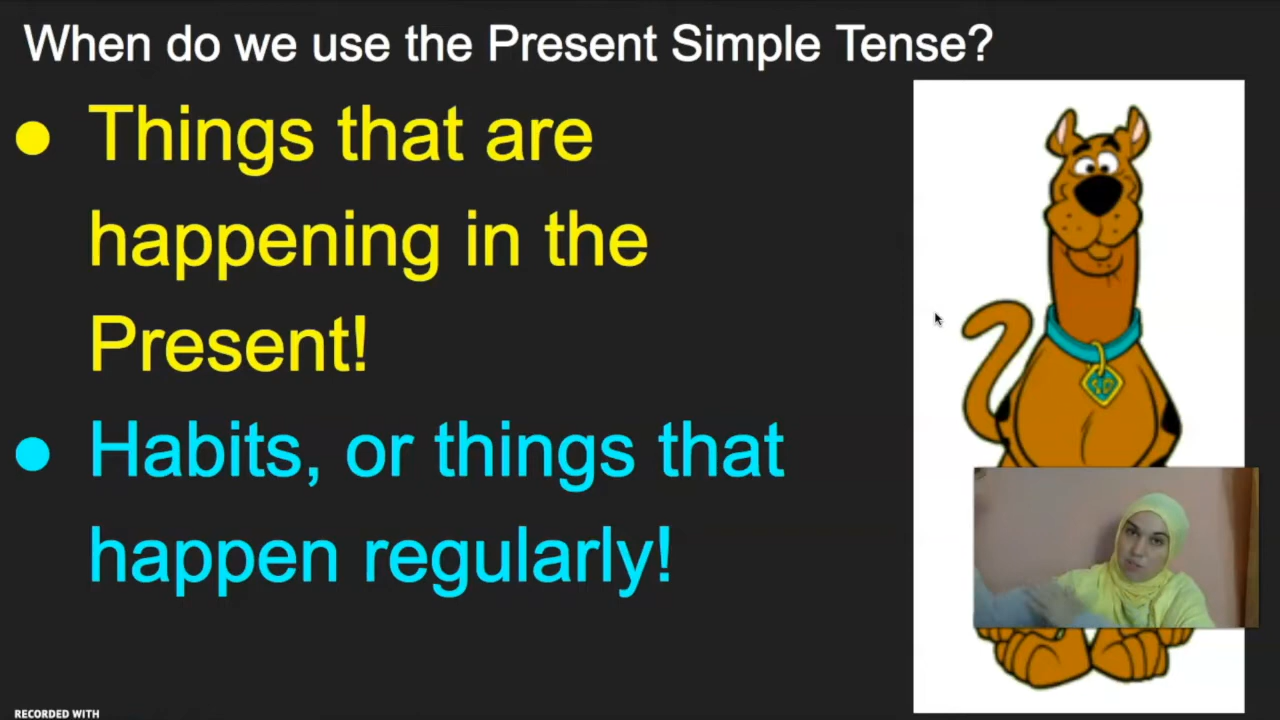 When do we use the Present Simple Tense?
● Things that are
happening in the
Present!
● Habits, or things that
happen regularly!
SD
RECORDED WITH